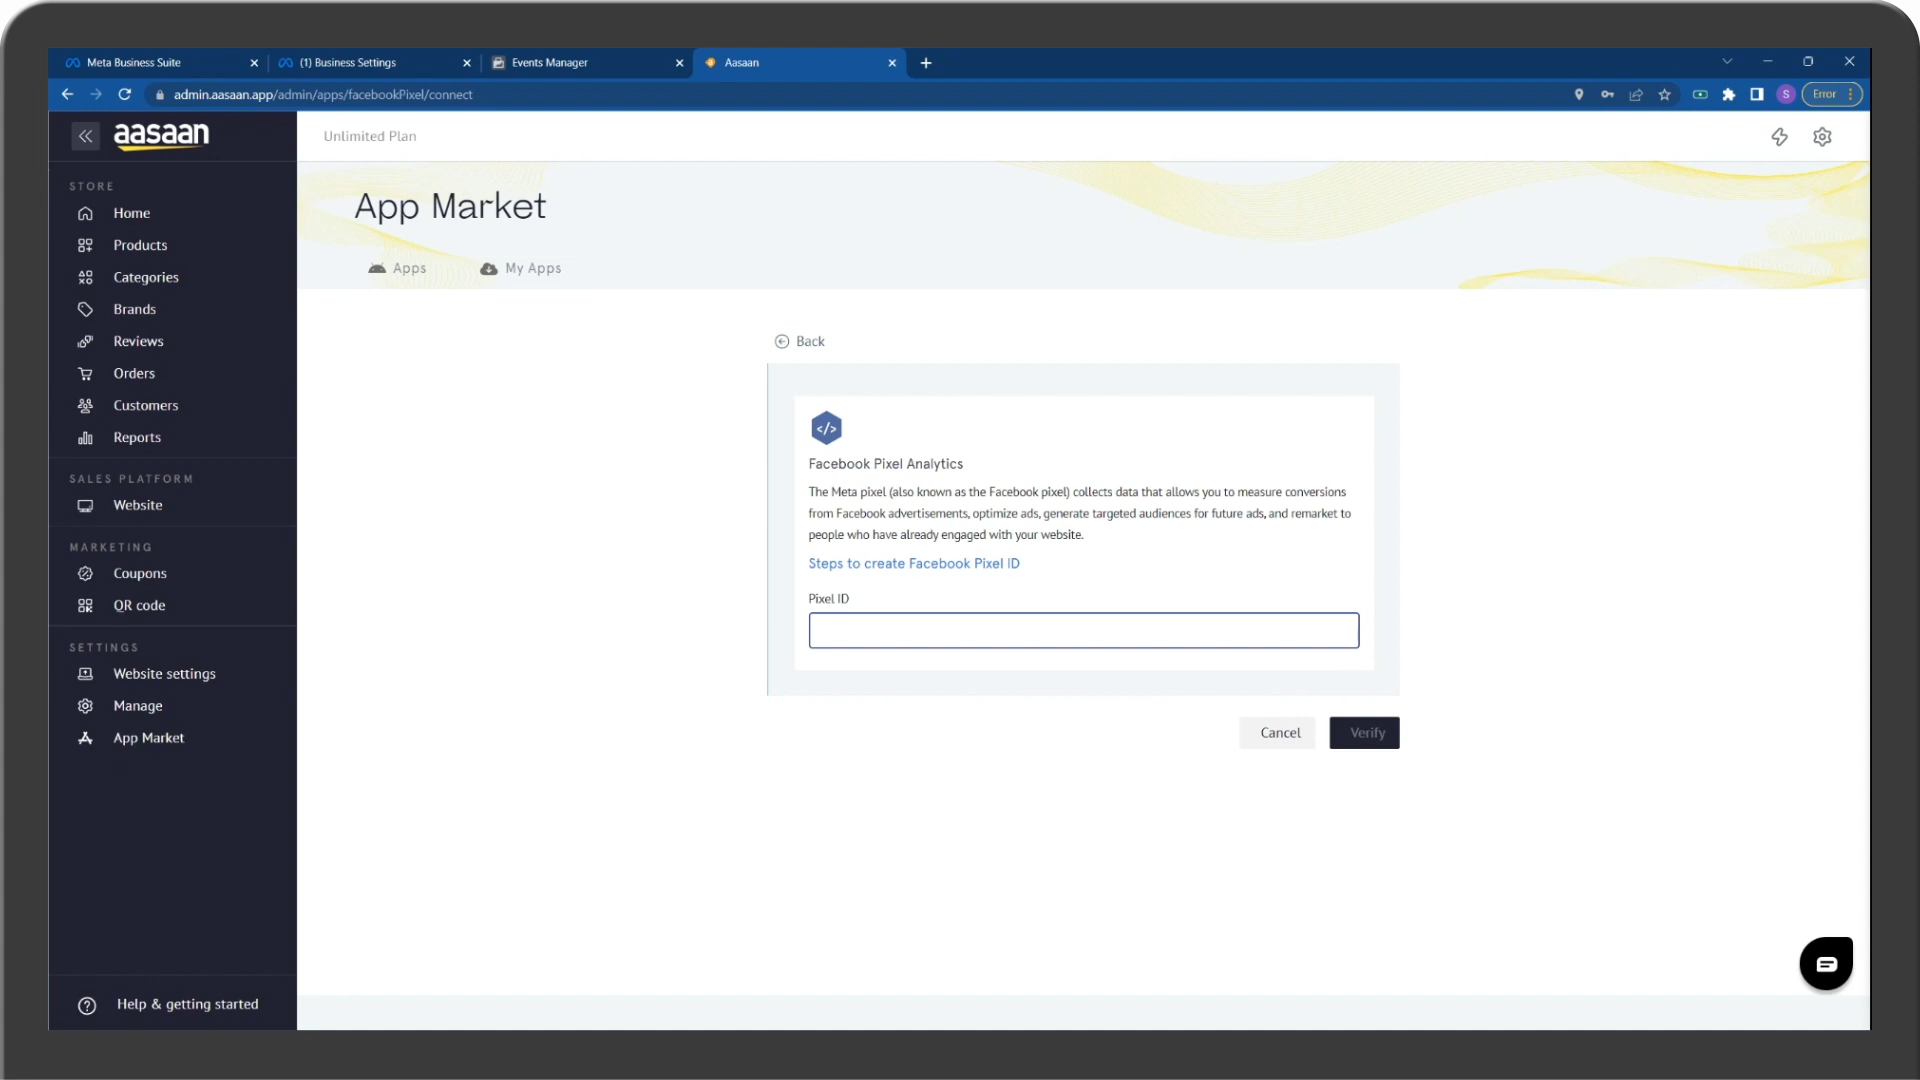 Meta Business Suite
(1) Business Settings
Events Manager
Aasaan
admin.aasaan.app/admin/apps/facebookPixel/connect
S
Error
aasaan
Unlimited Plan
STORE
Home
Products
Categories
Brands
Reviews
Orders
Customers
Reports
SALES PLATFORM
Website
MARKETING
Coupons
QR code
SETTINGS
Website settings
Manage
App Market
Help & getting started
App Market
Apps
My Apps
Back
</>
Facebook Pixel Analytics
The Meta pixel (also known as the Facebook pixel) collects data that allows you to measure conversions
from Facebook advertisements, optimize ads, generate targeted audiences for future ads, and remarket to
people who have already engaged with your website.
Steps to create Facebook Pixel ID
Pixel ID
Cancel
Verify